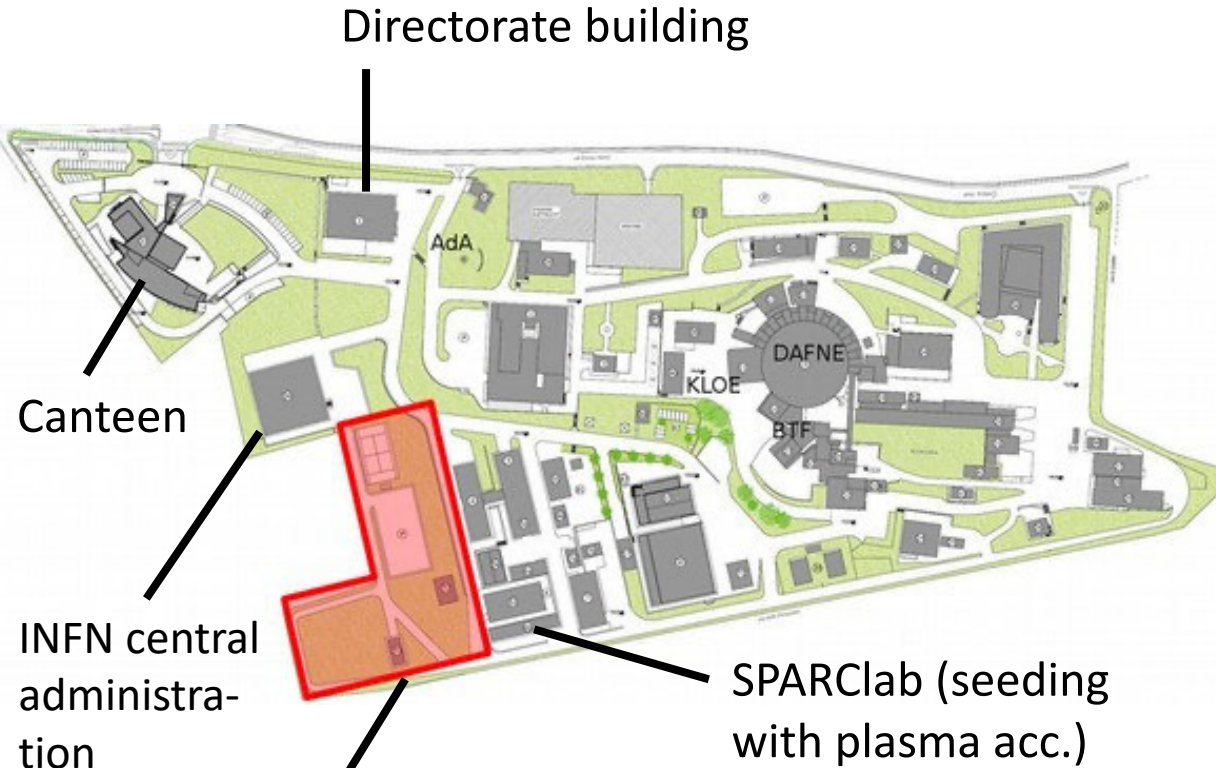 Directorate building
AdA
DAFNE
KLOE
BTF
Canteen
INFN central
administra-
tion
SPARClab (seeding
with plasma acc.)